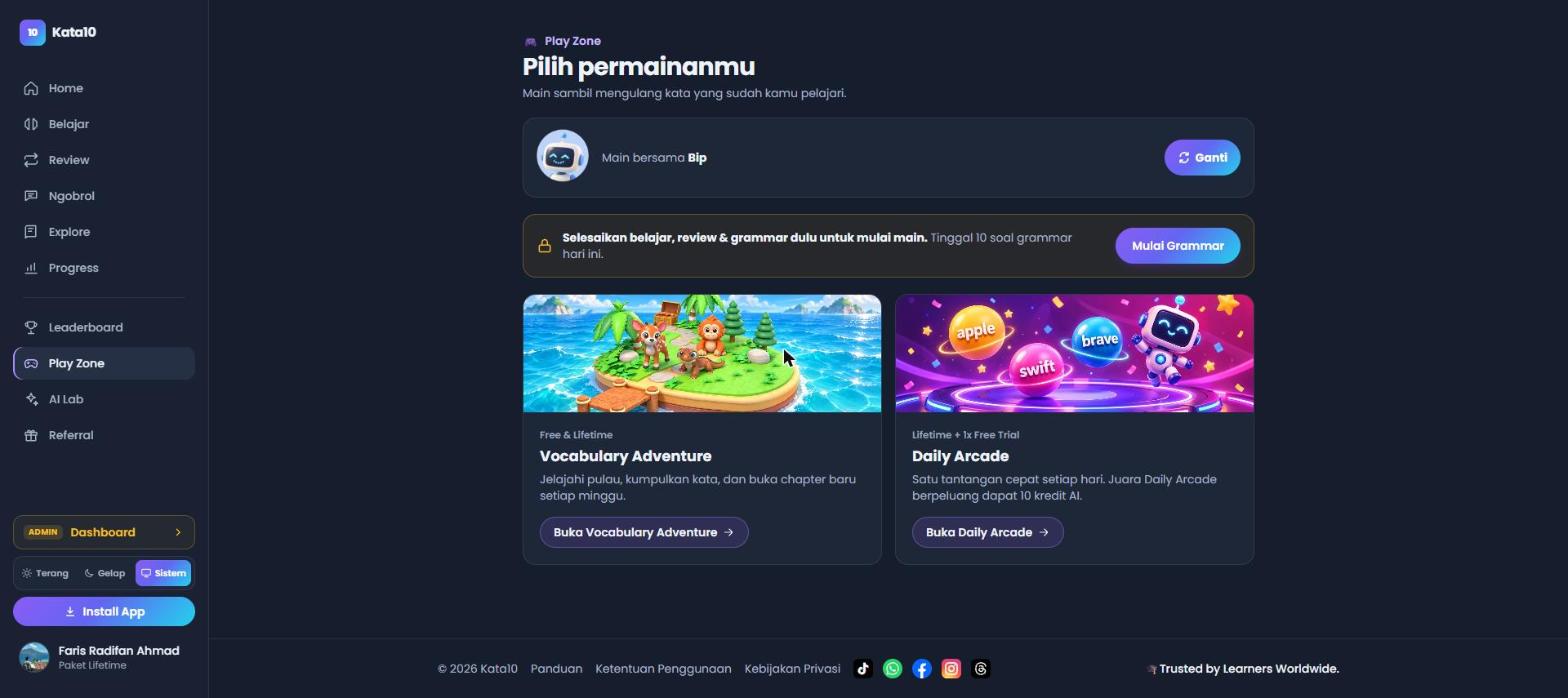 10 Kata10
Home
Belajar
Review
Ngobrol
Explore
Progress
Leaderboard
Play Zone
AI Lab
Referral
ADMIN Dashboard
Terang Gelap Sistem
Install App
Faris Radifan Ahmad
Paket Lifetime
Play Zone
Pilih permainanmu
Main sambil mengulang kata yang sudah kamu pelajari.
Main bersama Bip
Ganti
Selesaikan belajar, review & grammar dulu untuk mulai main. Tinggal 10 soal grammar
hari ini.
Mulai Grammar
Free & Lifetime
Vocabulary Adventure
Jelajahi pulau, kumpulkan kata, dan buka chapter baru
setiap minggu.
Buka Vocabulary Adventure →
apple
brave
swift
Lifetime + 1x Free Trial
Daily Arcade
Satu tantangan cepat setiap hari. Juara Daily Arcade
berpeluang dapat 10 kredit AI.
Buka Daily Arcade →
© 2026 Kata10 Panduan Ketentuan Penggunaan Kebijakan Privasi
Trusted by Learners Worldwide.